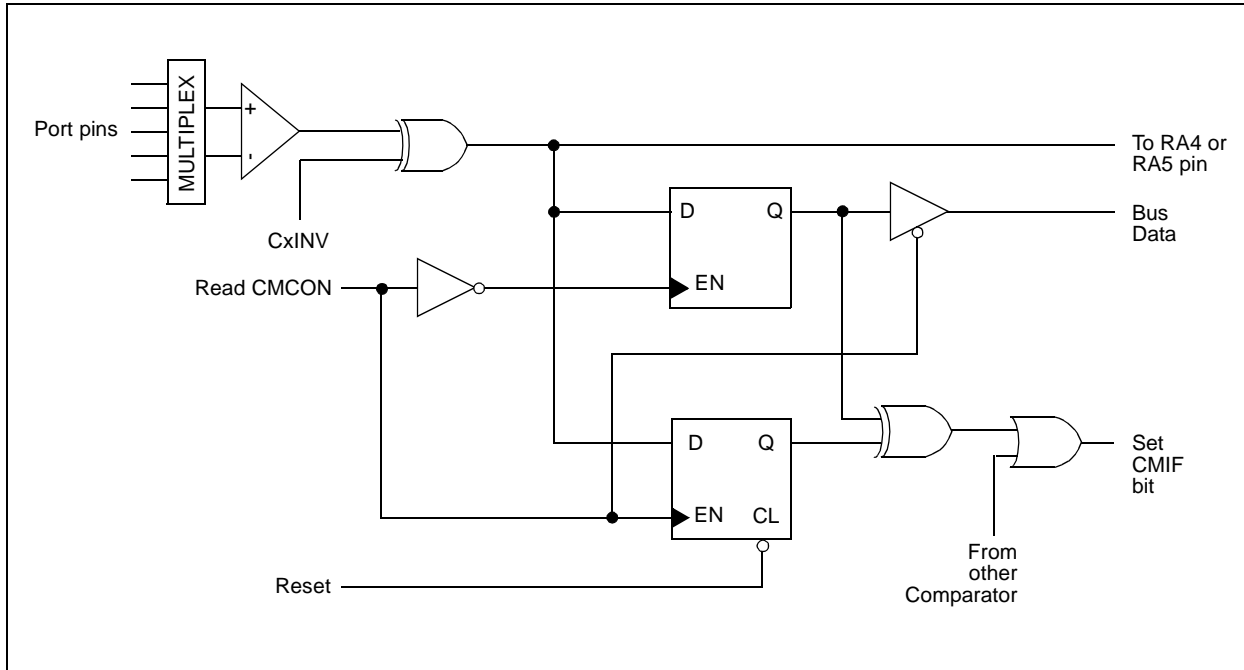 MULTIPLEX
Port pins
+
-
To RA4 or
RA5 pin
D
Q
Bus
Data
CxINV
EN
Read CMCON
D
Q
Set
CMIF
bit
EN
CL
From
other
Comparator
Reset